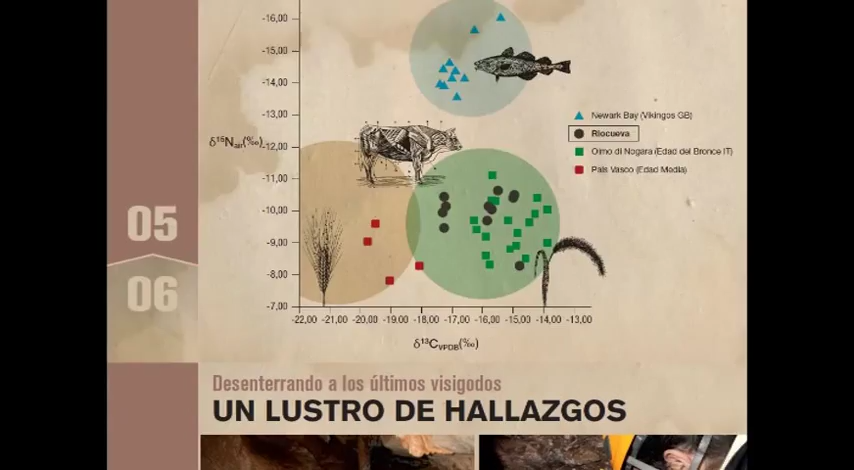 -16,00
-15,00
-14,00
-13,00
δ¹⁵Nair(‰)
-12,00
-11,00
-10,00
-9,00
-8,00
-7,00
-22,00 -21,00 -20,00 -19,00 -18,00 -17,00 -16,00 -15,00 -14,00 -13,00
δ¹³CVPDB(‰)
Newark Bay (Vikingos GB)
Riocueva
Olmo di Nogara (Edad del Bronce IT)
País Vasco (Edad Media)
05
06
Desenterrando a los últimos visigodos
UN LUSTRO DE HALLAZGOS